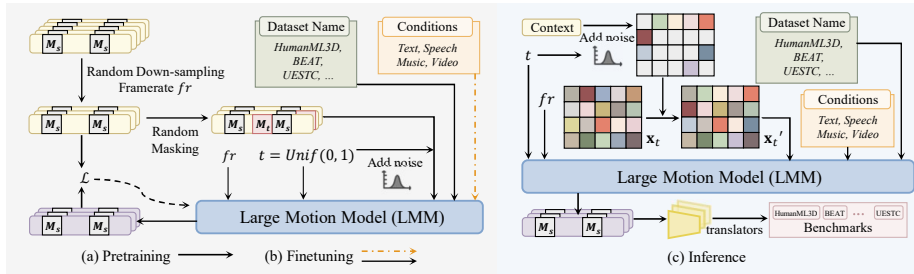 M_s M_s
Random Down-sampling
Framerate fr
M_s M_s
Random
Masking
M_s M_t M_s
Dataset Name
HumanML3D,
BEAT,
UESTC, ...
Conditions
Text, Speech
Music, Video
fr
t = Unif(0, 1)
Add noise
ℒ
Large Motion Model (LMM)
M_s M_s
(a) Pretraining
(b) Finetuning
Context
Add noise
t
fr
x_t
x_t'
Dataset Name
HumanML3D,
BEAT,
UESTC, ...
Conditions
Text, Speech
Music, Video
Large Motion Model (LMM)
M_s M_s
translators
HumanML3D BEAT ... UESTC
Benchmarks
(c) Inference